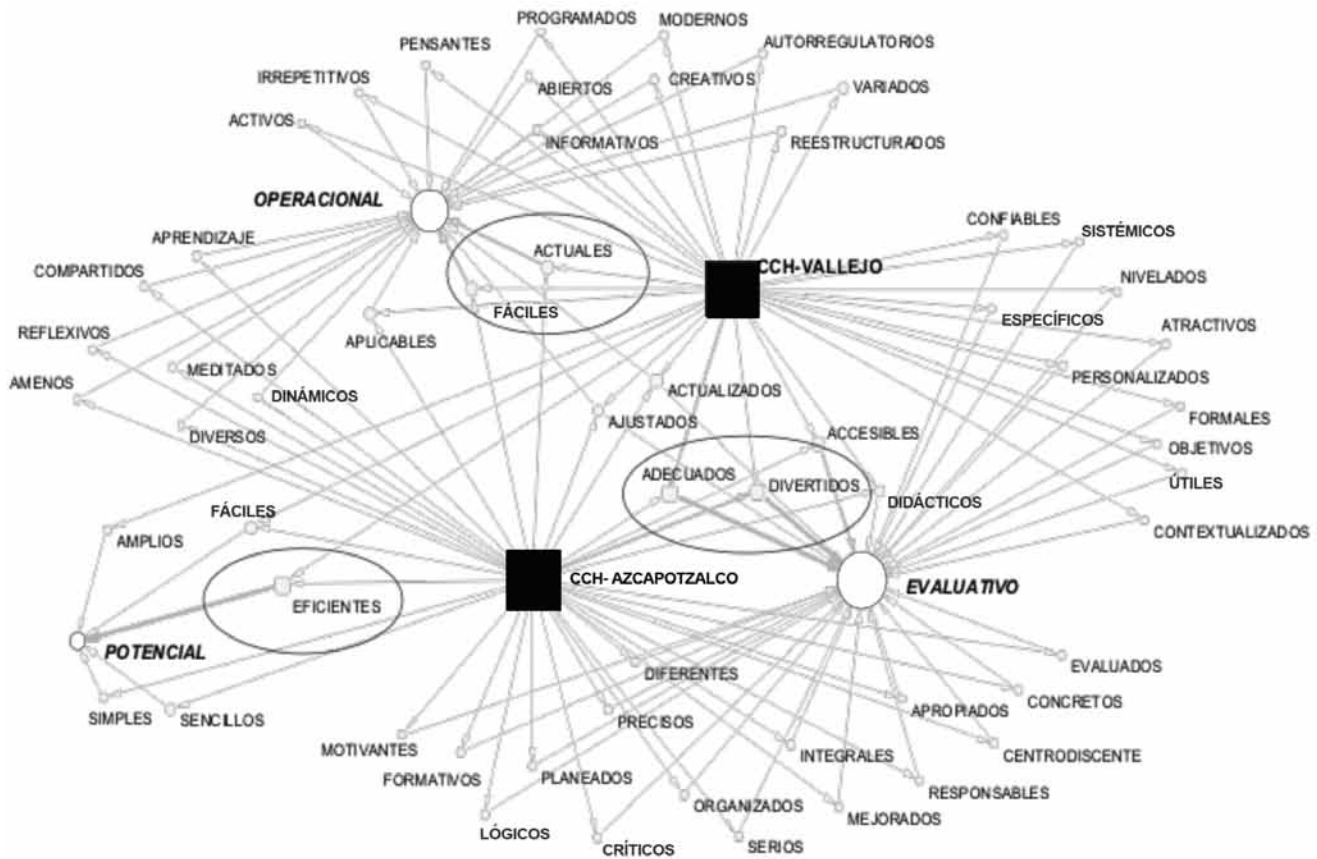 PROGRAMADOS
MODERNOS
PENSANTES
AUTORREGULATORIOS
IRREPETITIVOS
ABIERTOS
CREATIVOS
VARIADOS
ACTIVOS
INFORMATIVOS
REESTRUCTURADOS
OPERACIONAL
CONFIABLES
SISTÉMICOS
APRENDIZAJE
ACTUALES
CCH-VALLEJO
COMPARTIDOS
NIVELADOS
FÁCILES
ESPECÍFICOS
REFLEXIVOS
APLICABLES
ATRACTIVOS
MEDITADOS
AMENOS
DINÁMICOS
ACTUALIZADOS
PERSONALIZADOS
DIVERSOS
AJUSTADOS
ACCESIBLES
FORMALES
OBJETIVOS
ADECUADOS
DIVERTIDOS
ÚTILES
FÁCILES
DIDÁCTICOS
AMPLIOS
CONTEXTUALIZADOS
CCH- AZCAPOTZALCO
EVALUATIVO
EFICIENTES
POTENCIAL
DIFERENTES
EVALUADOS
SIMPLES
SENCILLOS
PRECISOS
APROPIADOS
CONCRETOS
MOTIVANTES
INTEGRALES
CENTRODISCENTE
FORMATIVOS
PLANEADOS
RESPONSABLES
ORGANIZADOS
MEJORADOS
LÓGICOS
CRÍTICOS
SERIOS